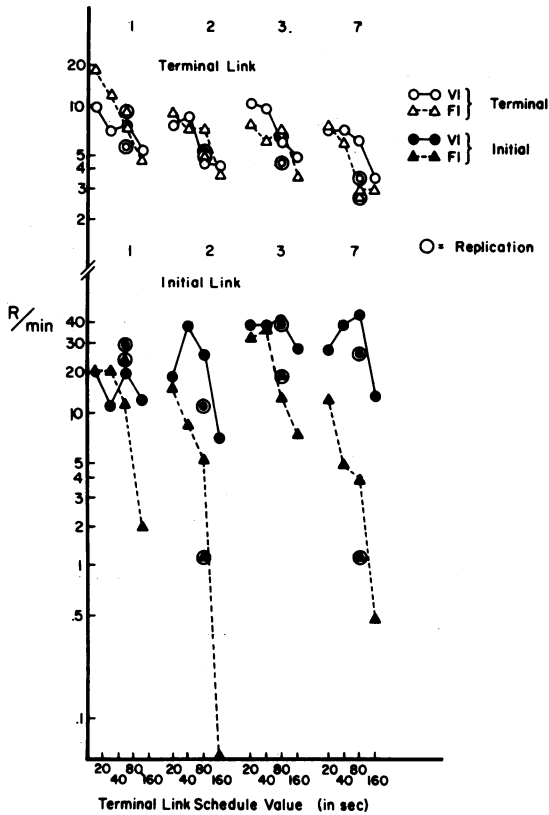 1 2 3. 7
Terminal Link
20
10
5
4
3
2
VI
FI
Terminal
VI
FI
Initial
= Replication
1 2 3 7
Initial Link
R/min
40
30
20
10
5
4
3
2
1
.5
.1
20 80 20 80 20 80 20 80
40 160 40 160 40 160 40 160
Terminal Link Schedule Value (in sec)